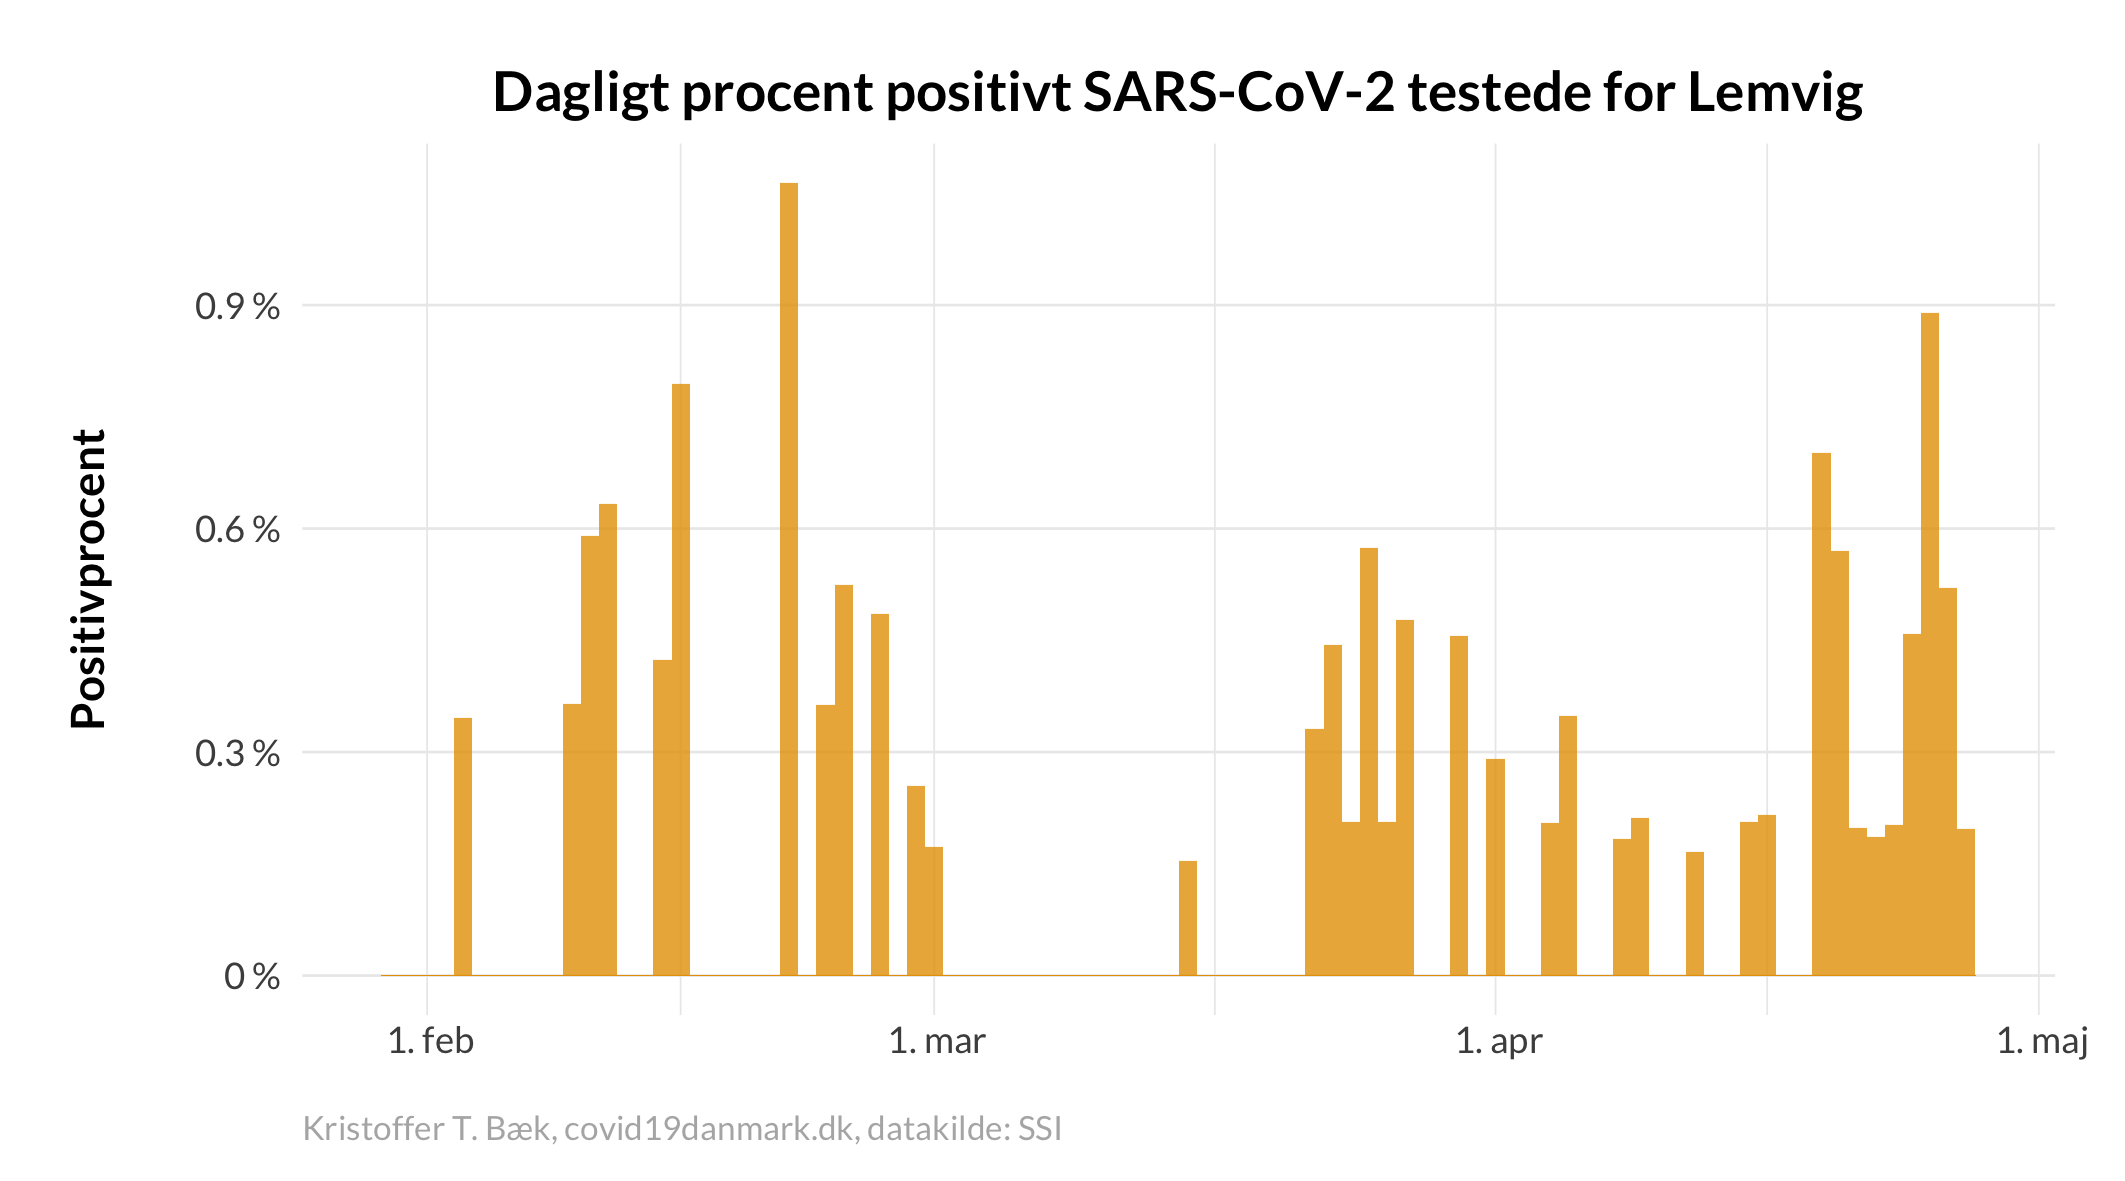 Dagligt procent positivt SARS-CoV-2 testede for Lemvig
Positivprocent
0.9 %
0.6 %
0.3 %
0 %
1. feb
1. mar
1. apr
1. maj
Kristoffer T. Bæk, covid19danmark.dk, datakilde: SSI